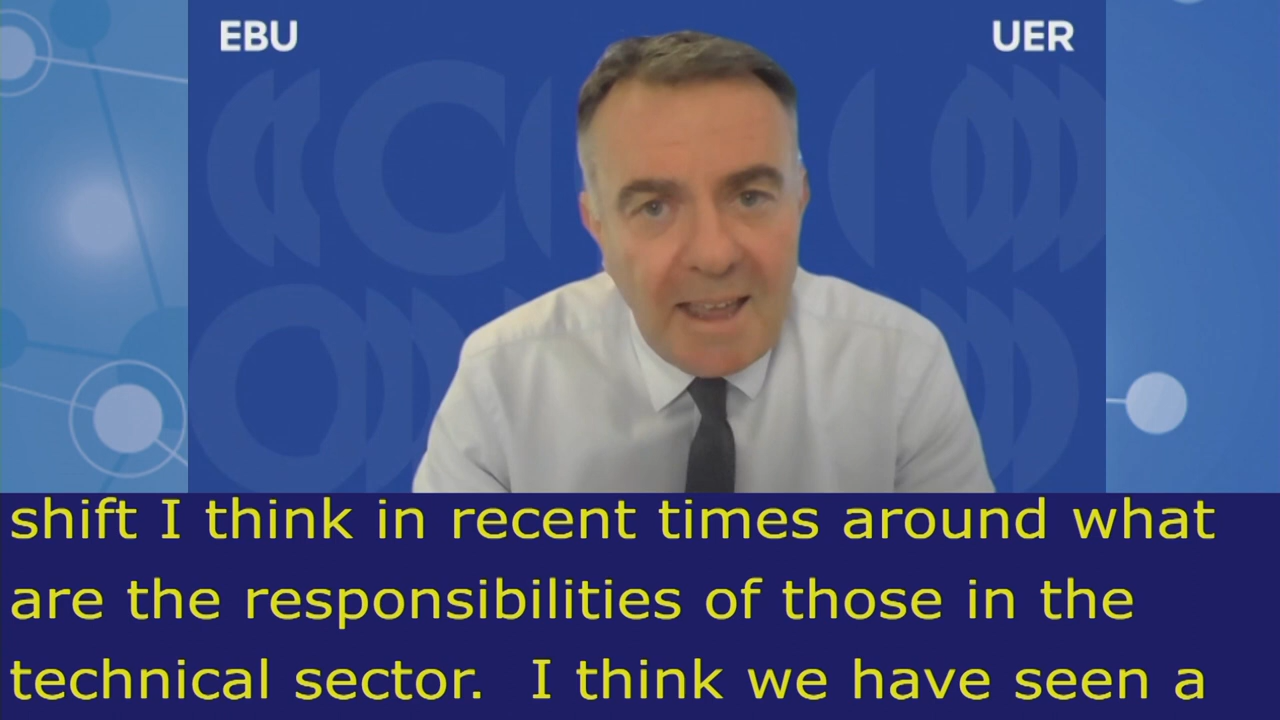 EBU UER
shift I think in recent times around what
are the responsibilities of those in the
technical sector.  I think we have seen a